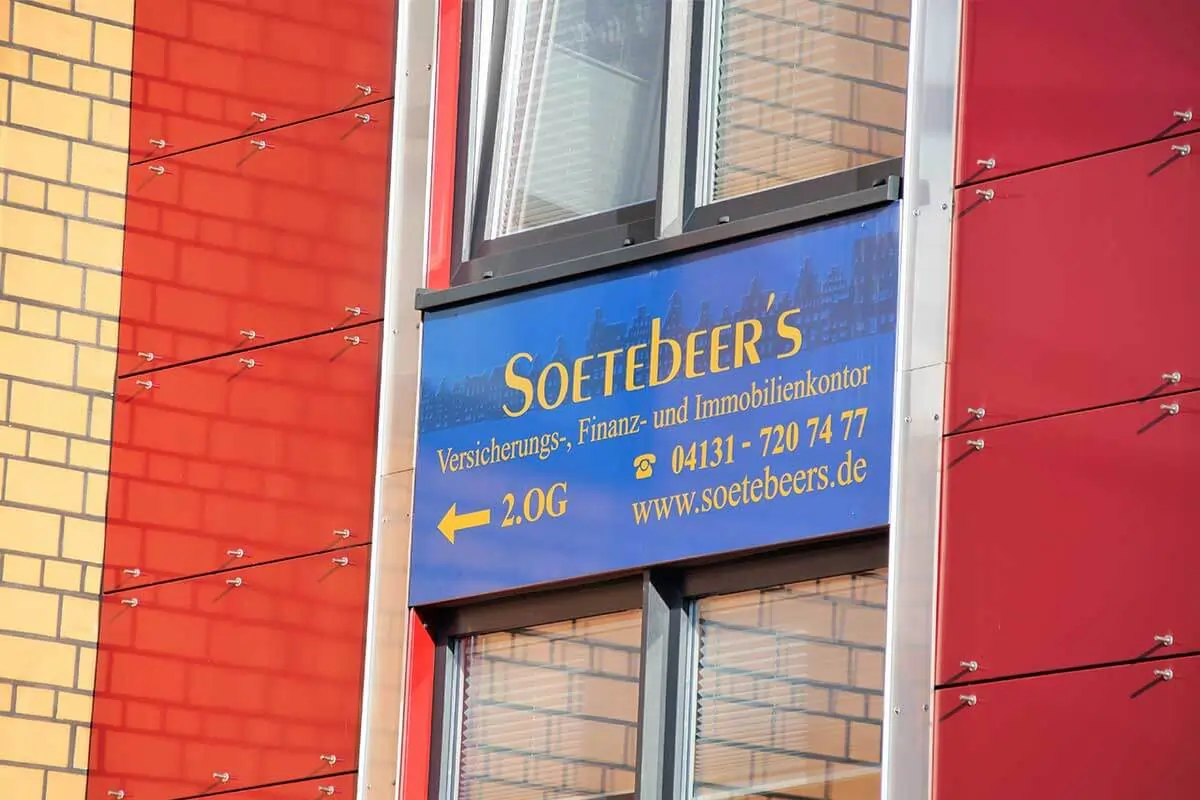 SOETEBEER'S
Versicherungs-, Finanz- und Immobilienkontor
☎ 04131 - 720 74 77
← 2.OG
www.soetebeers.de